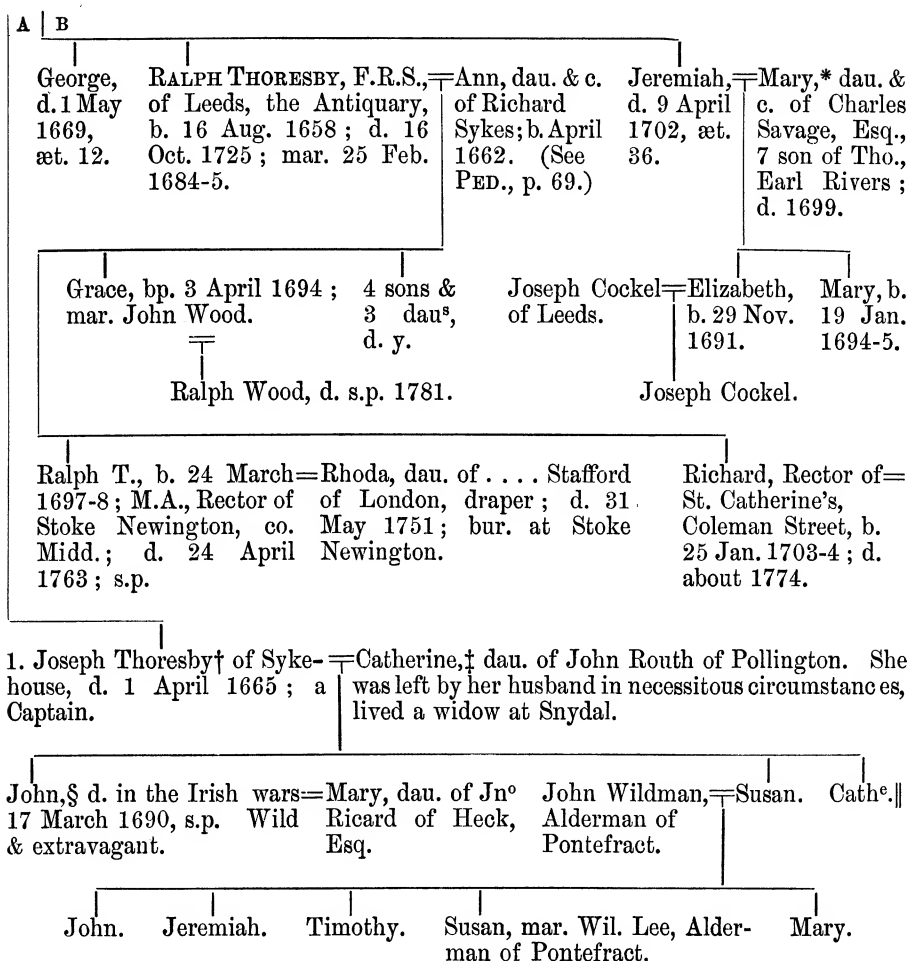 A | B
George,
d. 1 May
1669,
æt. 12.
RALPH THORESBY, F.R.S.,
of Leeds, the Antiquary,
b. 16 Aug. 1658 ; d. 16
Oct. 1725 ; mar. 25 Feb.
1684-5.
=Ann, dau. & c.
of Richard
Sykes; b. April
1662. (See
PED., p. 69.)
Jeremiah,
d. 9 April
1702, æt.
36.
=Mary,* dau. &
c. of Charles
Savage, Esq.,
7 son of Tho.,
Earl Rivers ;
d. 1699.
Grace, bp. 3 April 1694 ;
mar. John Wood.
=
4 sons &
3 dauˢ,
d. y.
Joseph Cockel
of Leeds.
=Elizabeth,
b. 29 Nov.
1691.
Mary, b.
19 Jan.
1694-5.
Ralph Wood, d. s.p. 1781.
Joseph Cockel.
Ralph T., b. 24 March
1697-8 ; M.A., Rector of
Stoke Newington, co.
Midd. ; d. 24 April
1763 ; s.p.
=Rhoda, dau. of . . . . Stafford
of London, draper ; d. 31
May 1751 ; bur. at Stoke
Newington.
Richard, Rector of=
St. Catherine's,
Coleman Street, b.
25 Jan. 1703-4 ; d.
about 1774.
1. Joseph Thoresby† of Syke-
house, d. 1 April 1665 ; a
Captain.
=Catherine,‡ dau. of John Routh of Pollington. She
was left by her husband in necessitous circumstances,
lived a widow at Snydal.
John,§ d. in the Irish wars
17 March 1690, s.p. Wild
& extravagant.
=Mary, dau. of Jnᵒ
Ricard of Heck,
Esq.
John Wildman,
Alderman of
Pontefract.
=Susan.
Cathᵉ.‖
John.
Jeremiah.
Timothy.
Susan, mar. Wil. Lee, Alder-
man of Pontefract.
Mary.